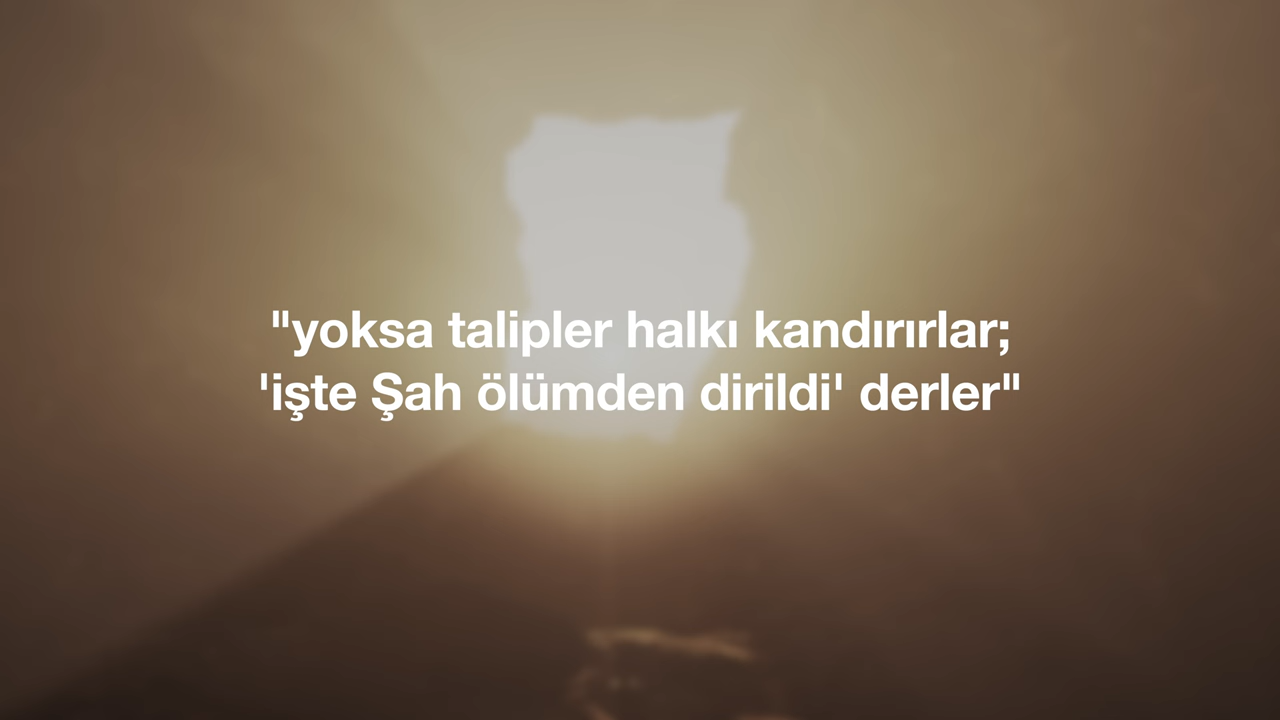 "yoksa talipler halkı kandırırlar;
'işte Şah ölümden dirildi' derler"